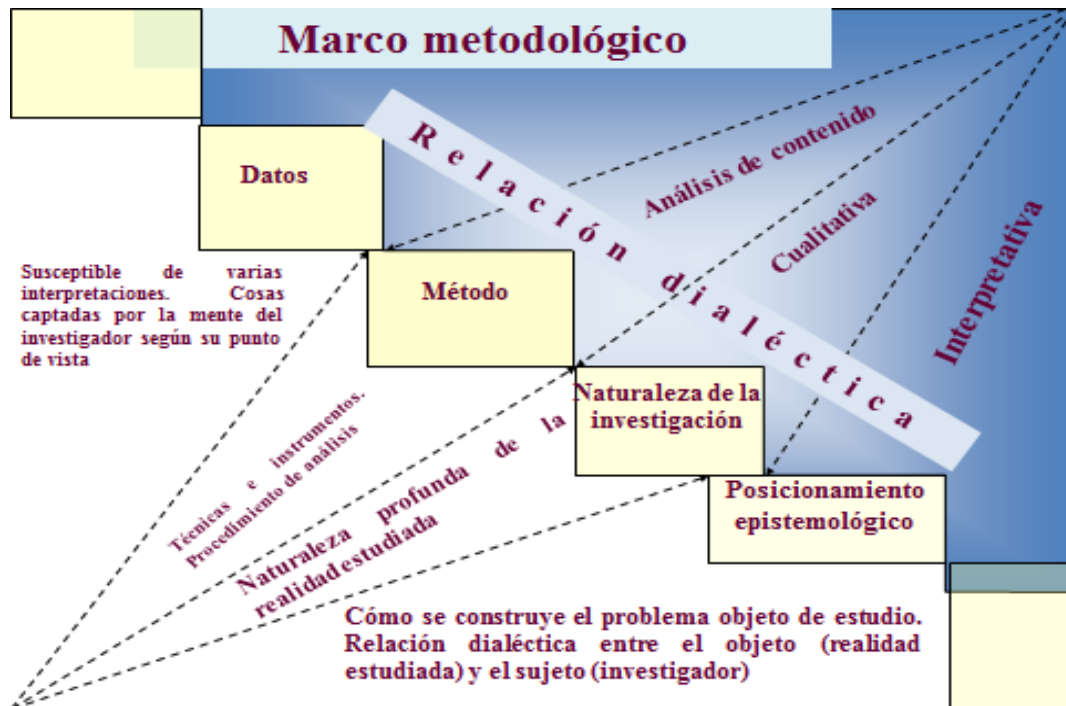 Marco metodológico
Relación dialéctica
Análisis de contenido
Cualitativa
Interpretativa
Datos
Susceptible de varias
interpretaciones. Cosas
captadas por la mente del
investigador según su punto
de vista
Método
Naturaleza de la
investigación
Posicionamiento
epistemológico
Técnicas e instrumentos.
Procedimiento de análisis
Naturaleza profunda de la
realidad estudiada
Cómo se construye el problema objeto de estudio.
Relación dialéctica entre el objeto (realidad
estudiada) y el sujeto (investigador)